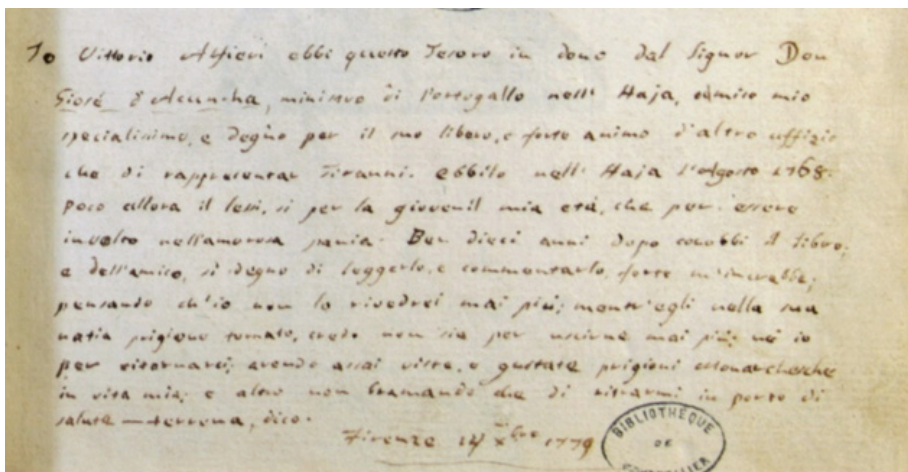 Io Vittorio Alfieri ebbi questo Tesoro in dono dal Signor Don
Giosé d'Acuncha, ministro di Portogallo nell' Haja, amico mio
specialissimo, e degno per il suo libero, e forte animo d'altro uffizio
che di rappresentar Tiranni. ebbilo nell' Haja l'Agosto 1768.
poco allora il lessi, sì per la giovenil mia età, che per essere
involto nell'amorosa pania. Ben dieci anni dopo conobbi il libro;
e dell'amico, sì degno di leggerlo, e commentarlo, forte m'increbbe;
pensando ch'io non lo rivedrei mai più; mentr'egli nella sua
natia prigione tornato, credo non sia per uscirne mai più; né io
per ritornarci; avendo assai viste, e gustate prigioni monarchesche
in vita mia; e altro non bramando che di ritrarmi in porto di
salute — terrena, dico.
Firenze 14 Xbre 1779
BIBLIOTHÈQUE
DE
MONTPELLIER